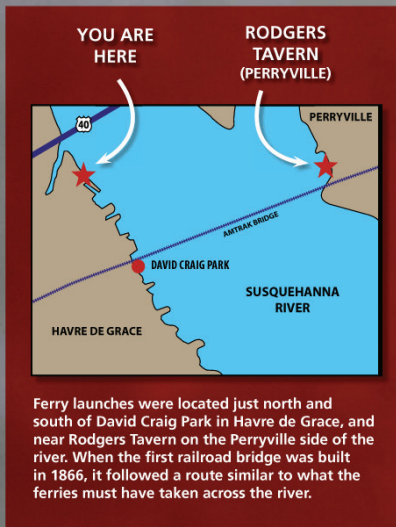 YOU ARE
HERE
RODGERS
TAVERN
(PERRYVILLE)
40
PERRYVILLE
AMTRAK BRIDGE
DAVID CRAIG PARK
SUSQUEHANNA
RIVER
HAVRE DE GRACE
Ferry launches were located just north and
south of David Craig Park in Havre de Grace, and
near Rodgers Tavern on the Perryville side of the
river. When the first railroad bridge was built
in 1866, it followed a route similar to what the
ferries must have taken across the river.